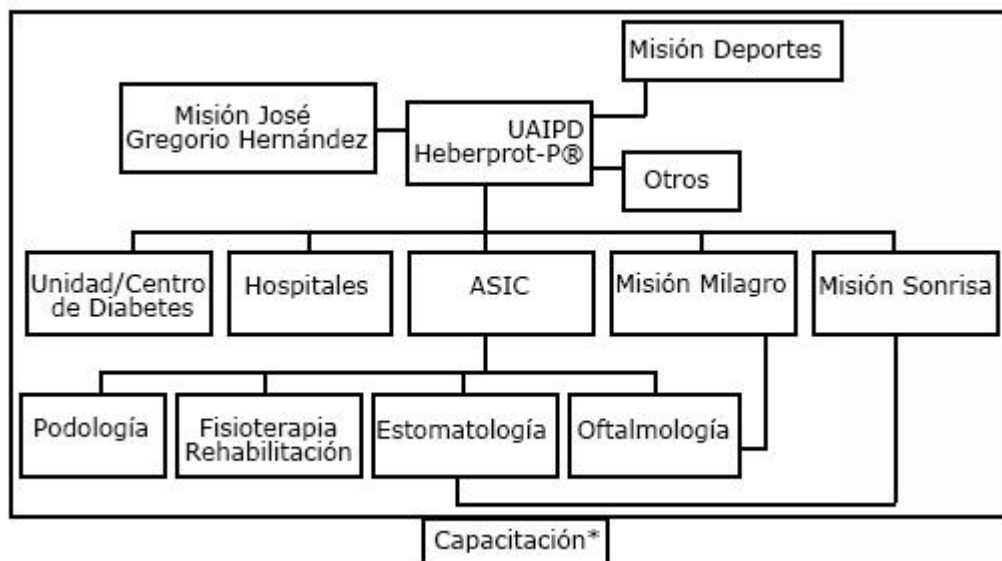 Misión Deportes
Misión José
Gregorio Hernández
UAIPD
Heberprot-P®
Otros
Unidad/Centro
de Diabetes
Hospitales
ASIC
Misión Milagro
Misión Sonrisa
Podología
Fisioterapia
Rehabilitación
Estomatología
Oftalmología
Capacitación*